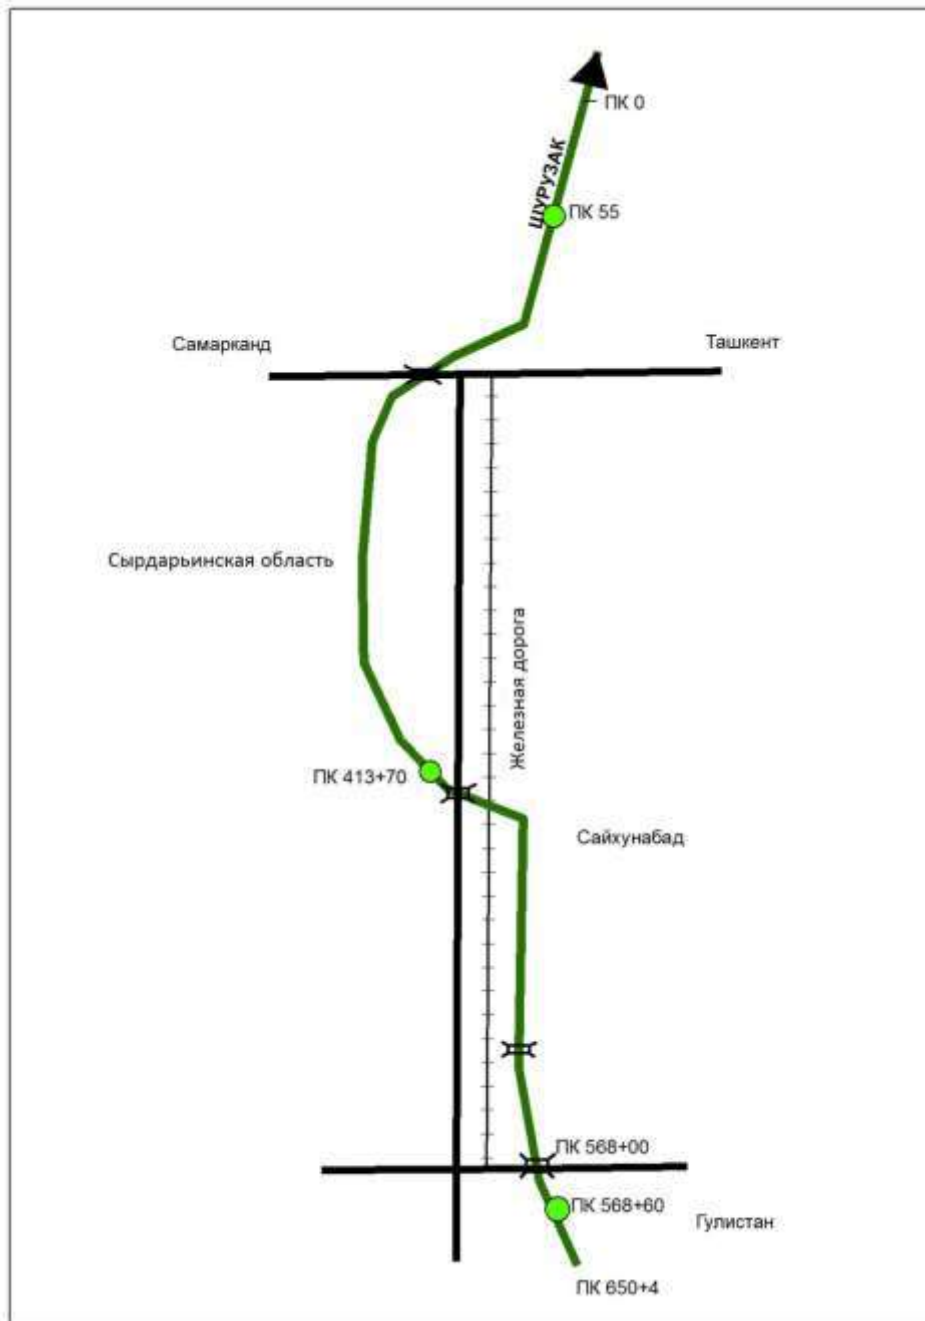 ПК 0
ШУРУЗАК
ПК 55
Самарканд
Ташкент
Сырдарьинская область
Железная дорога
ПК 413+70
Сайхунабад
ПК 568+00
ПК 568+60
Гулистан
ПК 650+4